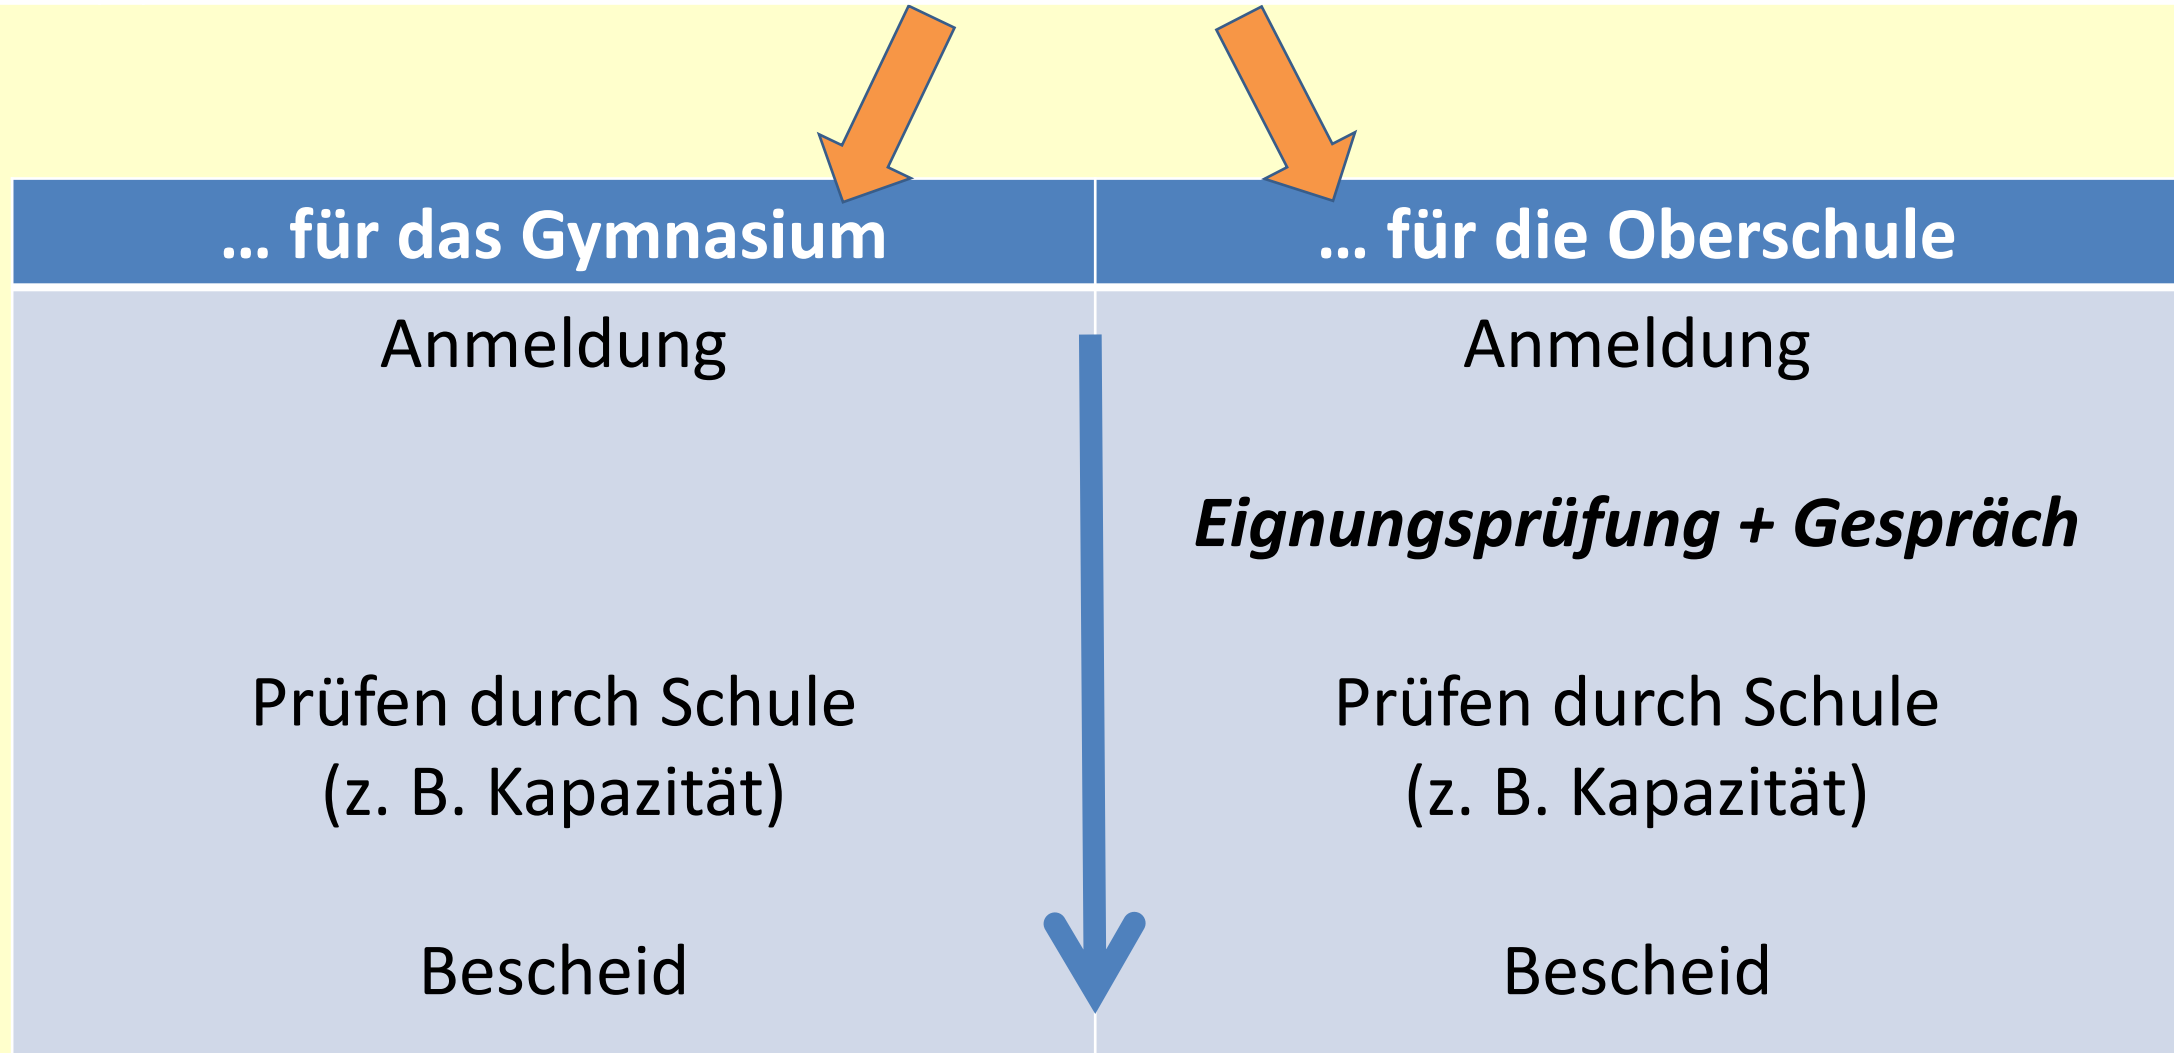 ... für das Gymnasium
... für die Oberschule
Anmeldung
Prüfen durch Schule
(z. B. Kapazität)
Bescheid
Anmeldung
Eignungsprüfung + Gespräch
Prüfen durch Schule
(z. B. Kapazität)
Bescheid